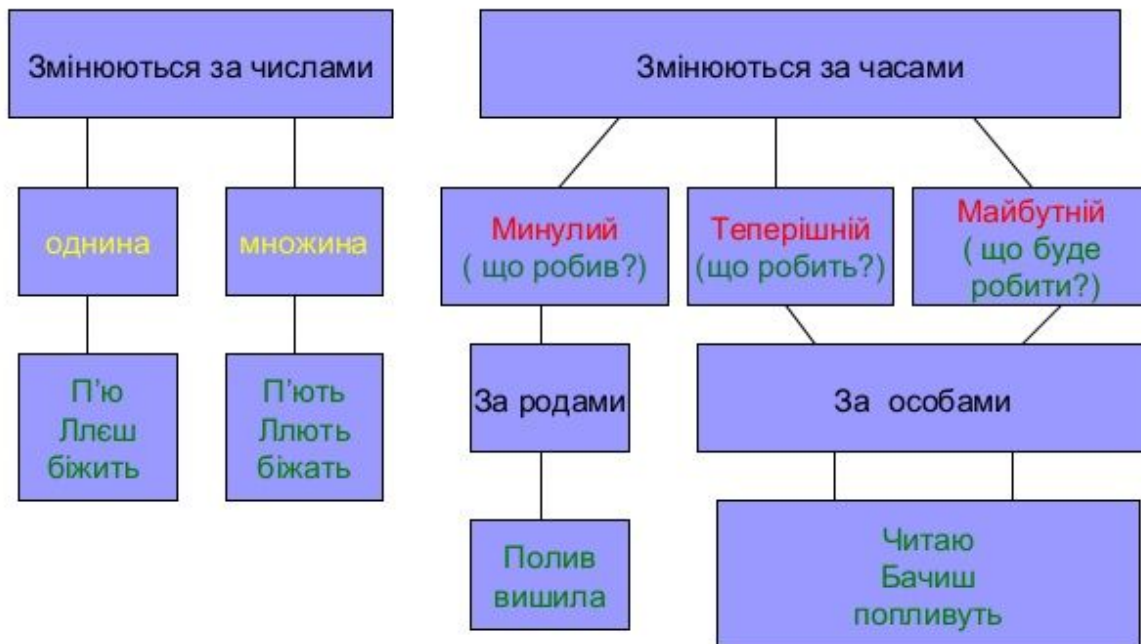 Змінюються за числами
однина
множина
П'ю
Ллєш
біжить
П'ють
Ллють
біжать
Змінюються за часами
Минулий
( що робив?)
Теперішній
(що робить?)
Майбутній
( що буде
робити?)
За родами
За особами
Полив
вишила
Читаю
Бачиш
попливуть